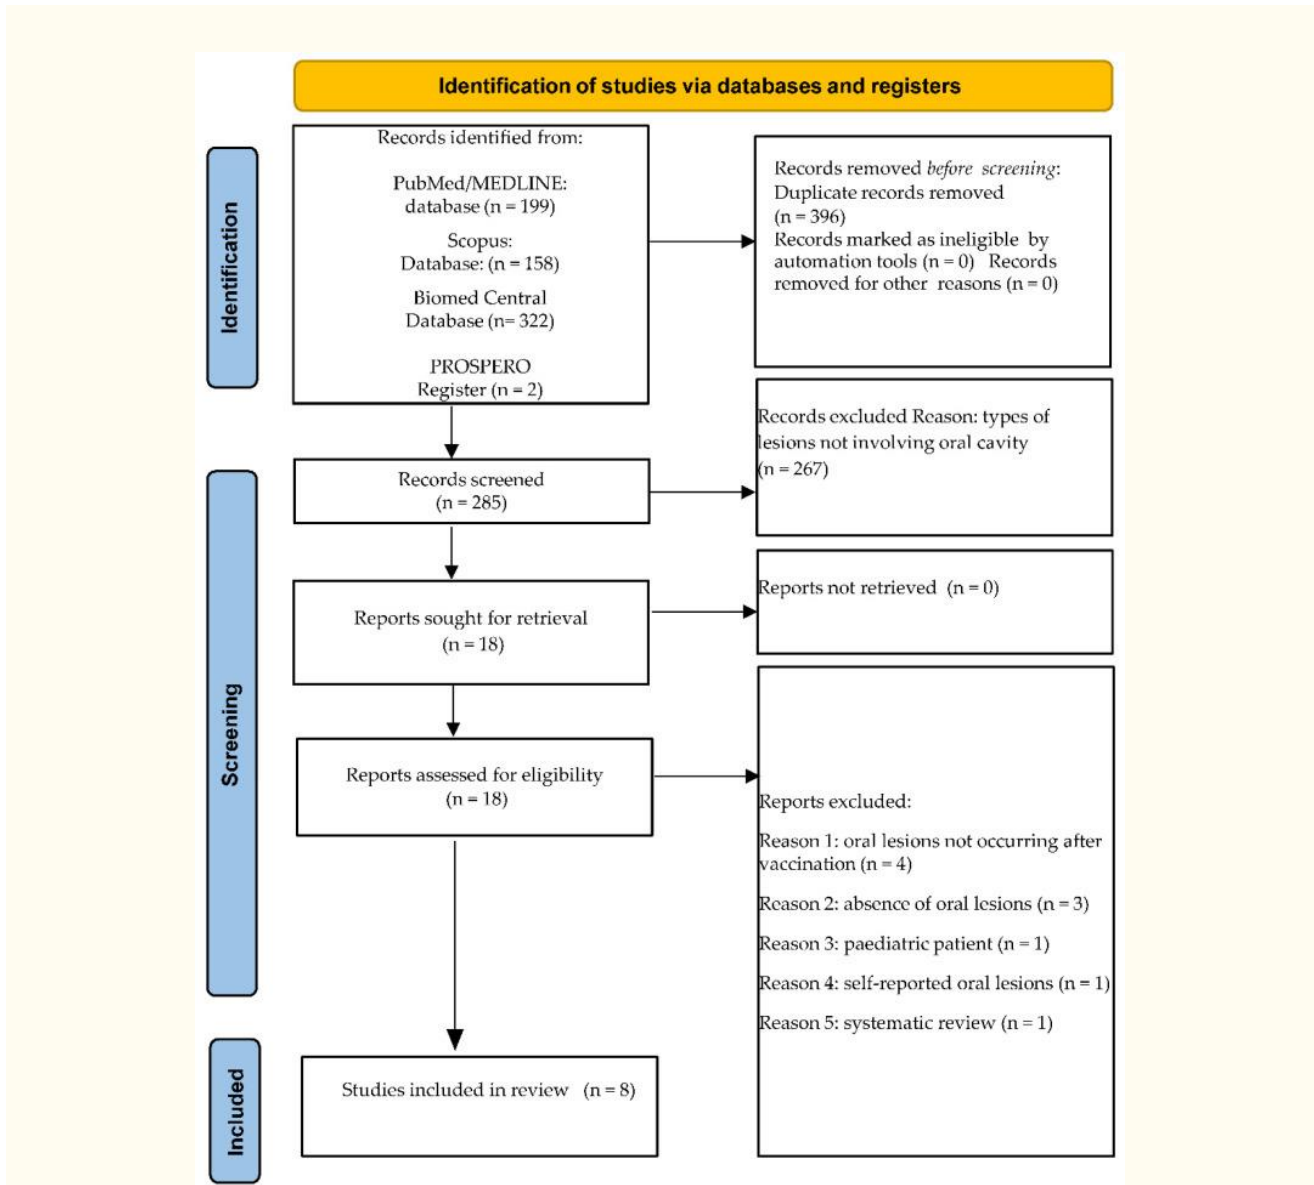 Identification of studies via databases and registers
Identification
Records identified from:
PubMed/MEDLINE:
database (n = 199)
Scopus:
Database: (n = 158)
Biomed Central
Database (n= 322)
PROSPERO
Register (n = 2)
Records removed before screening:
Duplicate records removed
(n = 396)
Records marked as ineligible by
automation tools (n = 0) Records
removed for other reasons (n = 0)
Screening
Records screened
(n = 285)
Records excluded Reason: types of
lesions not involving oral cavity
(n = 267)
Reports sought for retrieval
(n = 18)
Reports not retrieved (n = 0)
Reports assessed for eligibility
(n = 18)
Reports excluded:
Reason 1: oral lesions not occurring after
vaccination (n = 4)
Reason 2: absence of oral lesions (n = 3)
Reason 3: paediatric patient (n = 1)
Reason 4: self-reported oral lesions (n = 1)
Reason 5: systematic review (n = 1)
Included
Studies included in review (n = 8)